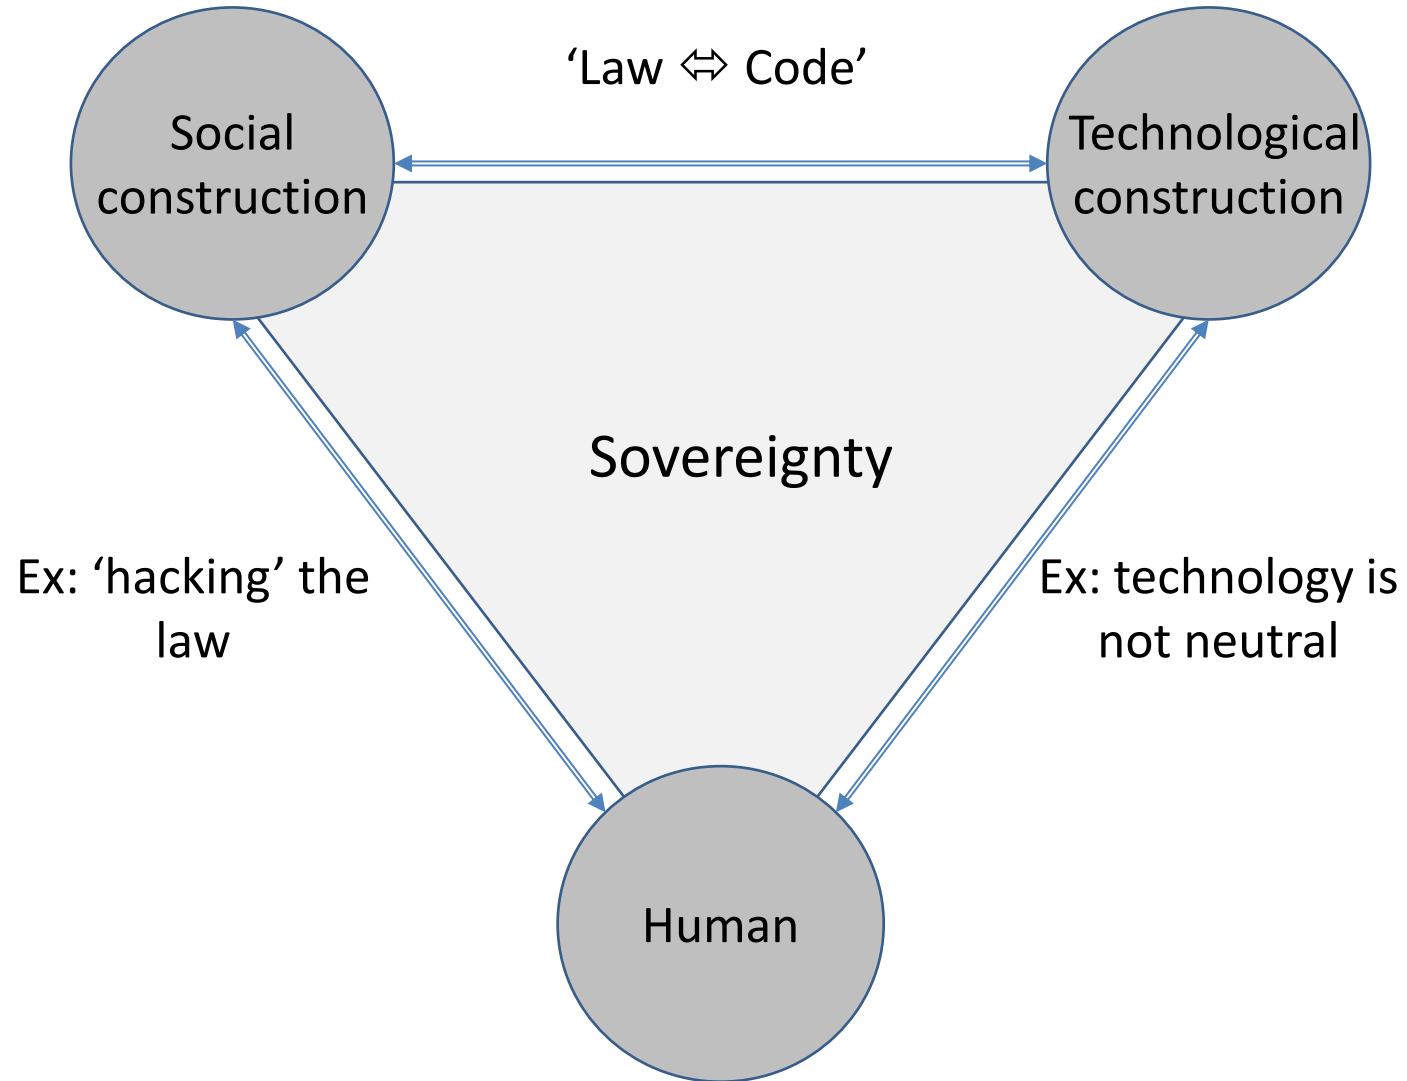 ‘Law ⇔ Code’
Social
construction
Technological
construction
Sovereignty
Ex: ‘hacking’ the
law
Ex: technology is
not neutral
Human